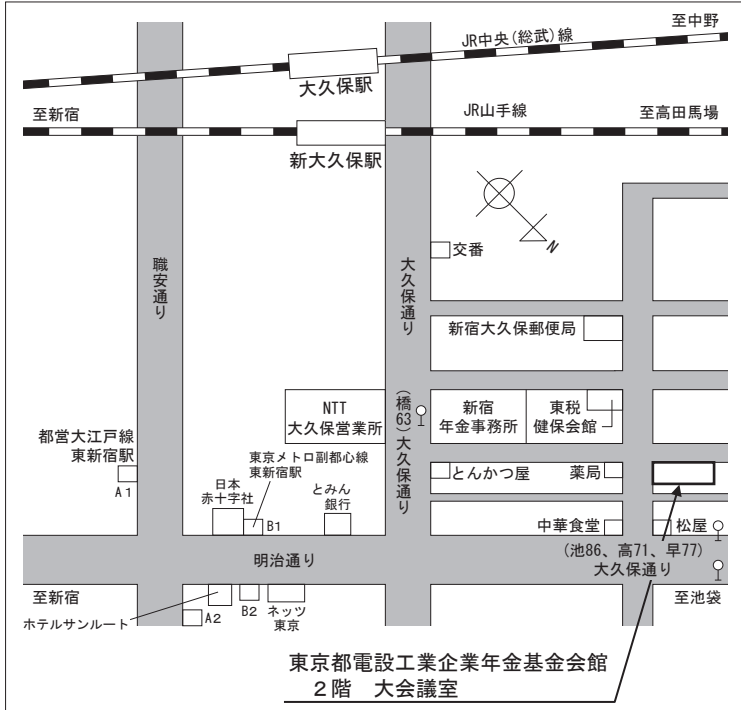 至中野
JR中央(総武)線
大久保駅
至新宿
JR山手線
至高田馬場
新大久保駅
N
交番
職安通り
大久保通り
新宿大久保郵便局
NTT
大久保営業所
(橋63)
大久保通り
新宿
年金事務所
東税
健保会館
都営大江戸線
東新宿駅
A1
東京メトロ副都心線
東新宿駅
日本
赤十字社
B1
とみん
銀行
とんかつ屋
薬局
中華食堂
松屋
明治通り
(池86、高71、早77)
大久保通り
至新宿
至池袋
ホテルサンルート
A2
B2
ネッツ
東京
東京都電設工業企業年金基金会館
2階 大会議室